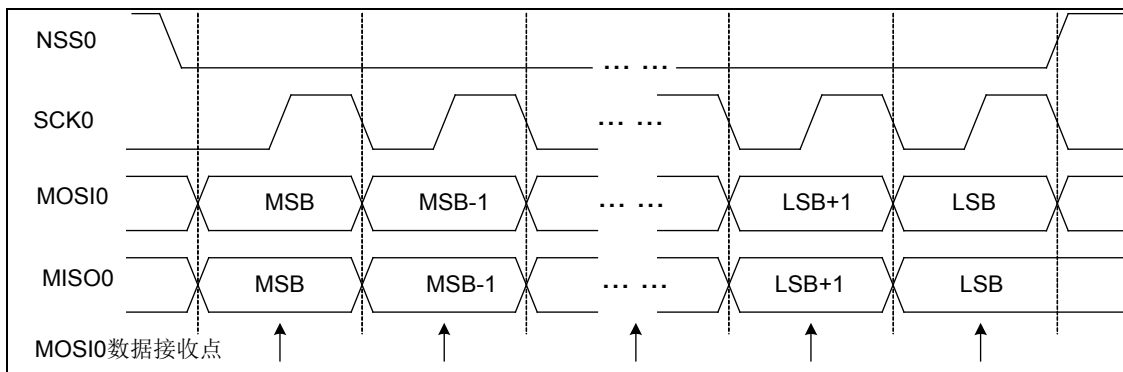 NSS0
... ...
SCK0
... ...
MOSI0 MSB MSB-1 ... ... LSB+1 LSB
MISO0 MSB MSB-1 ... ... LSB+1 LSB
MOSI0数据接收点